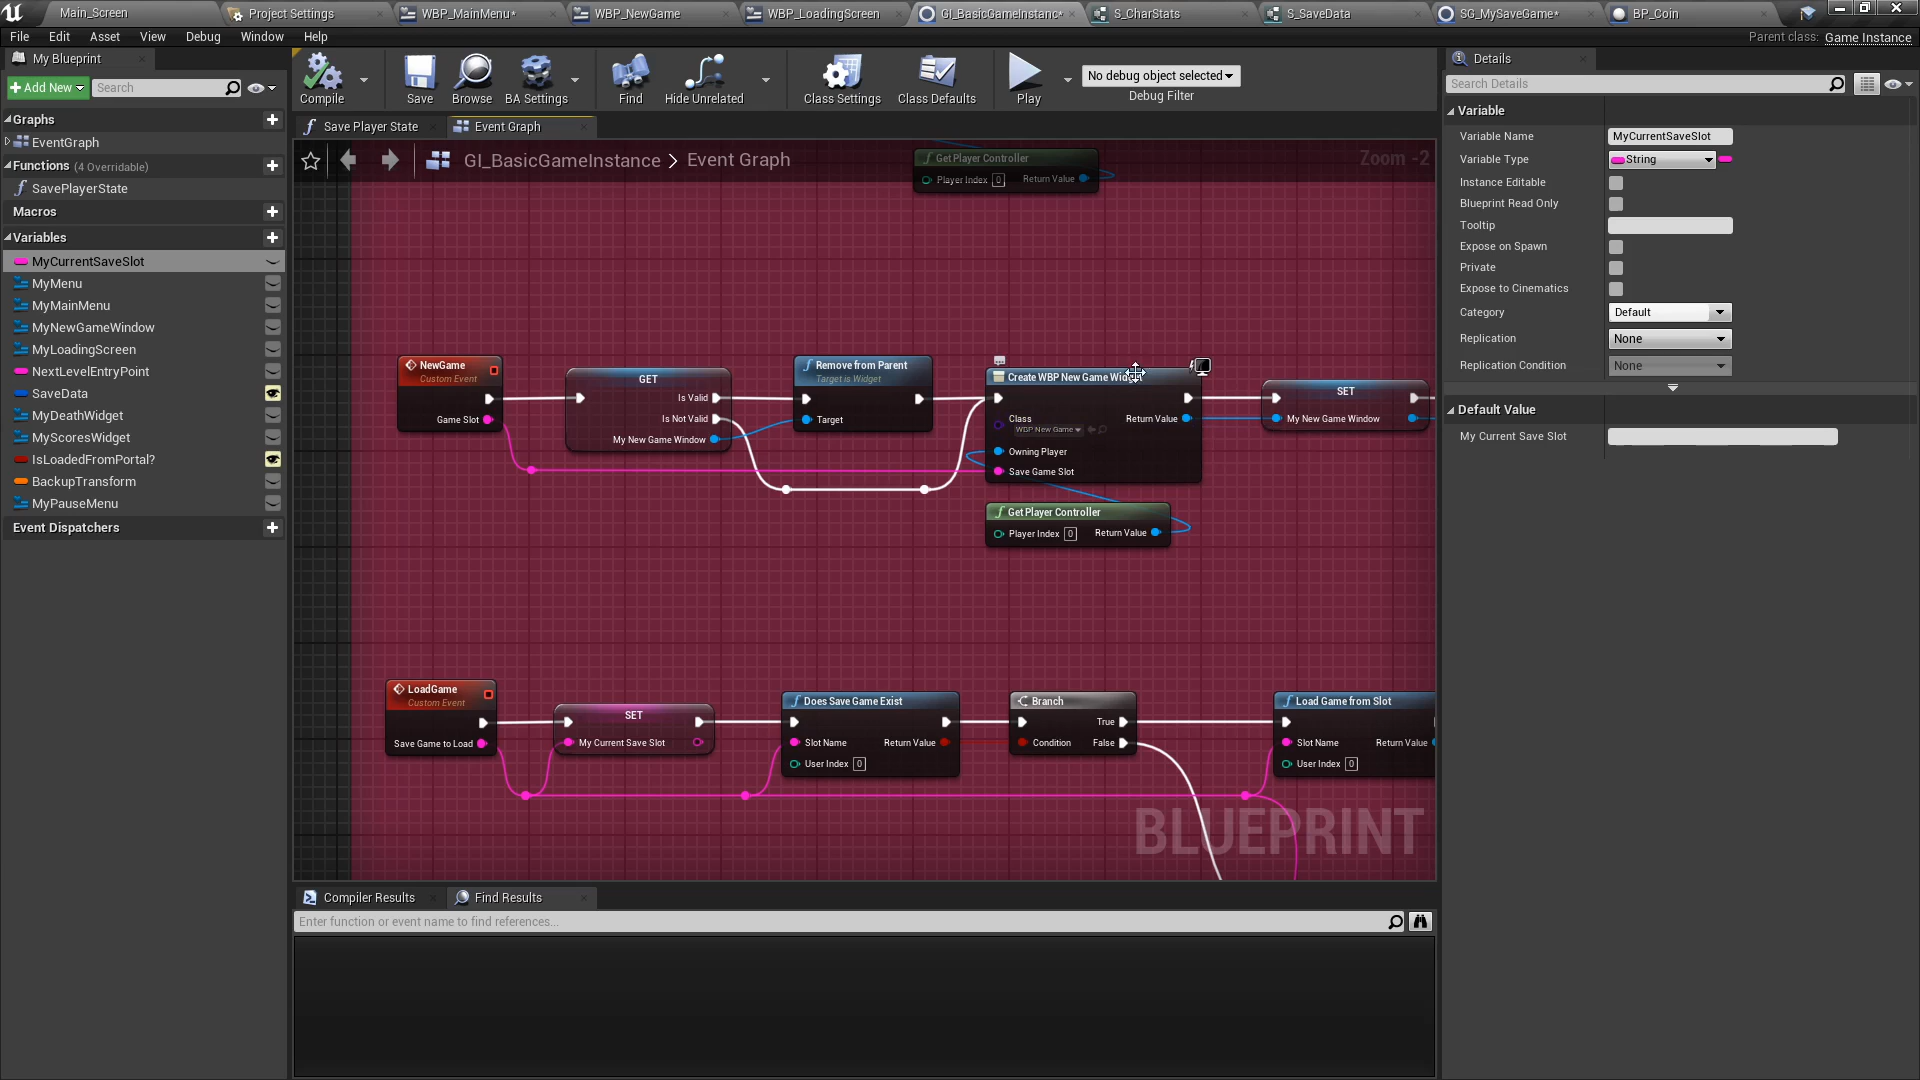 Main_Screen
Project Settings
WBP_MainMenu*
WBP_NewGame
WBP_LoadingScreen
GI_BasicGameInstanc*
S_CharStats
S_SaveData
SG_MySaveGame*
BP_Coin
File Edit Asset View Debug Window Help
Parent class: Game Instance
My Blueprint
Add New
Search
Graphs
EventGraph
Functions (4 Overridable)
SavePlayerState
Macros
Variables
MyCurrentSaveSlot
MyMenu
MyMainMenu
MyNewGameWindow
MyLoadingScreen
NextLevelEntryPoint
SaveData
MyDeathWidget
MyScoresWidget
IsLoadedFromPortal?
BackupTransform
MyPauseMenu
Event Dispatchers
Compile
Save
Browse
BA Settings
Find
Hide Unrelated
Class Settings
Class Defaults
Play
No debug object selected
Debug Filter
Save Player State
Event Graph
GI_BasicGameInstance > Event Graph
Zoom -2
Get Player Controller
Player Index 0 Return Value
NewGame
Custom Event
Game Slot
GET
Is Valid
Is Not Valid
My New Game Window
Remove from Parent
Target is Widget
Target
Create WBP New Game Widget
Class
WBP New Game
Return Value
Owning Player
Save Game Slot
SET
My New Game Window
Get Player Controller
Player Index 0 Return Value
LoadGame
Custom Event
Save Game to Load
SET
My Current Save Slot
Does Save Game Exist
Slot Name Return Value
User Index 0
Branch
True
Condition False
Load Game from Slot
Slot Name Return Value
User Index 0
BLUEPRINT
Compiler Results
Find Results
Enter function or event name to find references...
Details
Search Details
Variable
Variable Name MyCurrentSaveSlot
Variable Type String
Instance Editable
Blueprint Read Only
Tooltip
Expose on Spawn
Private
Expose to Cinematics
Category Default
Replication None
Replication Condition None
Default Value
My Current Save Slot